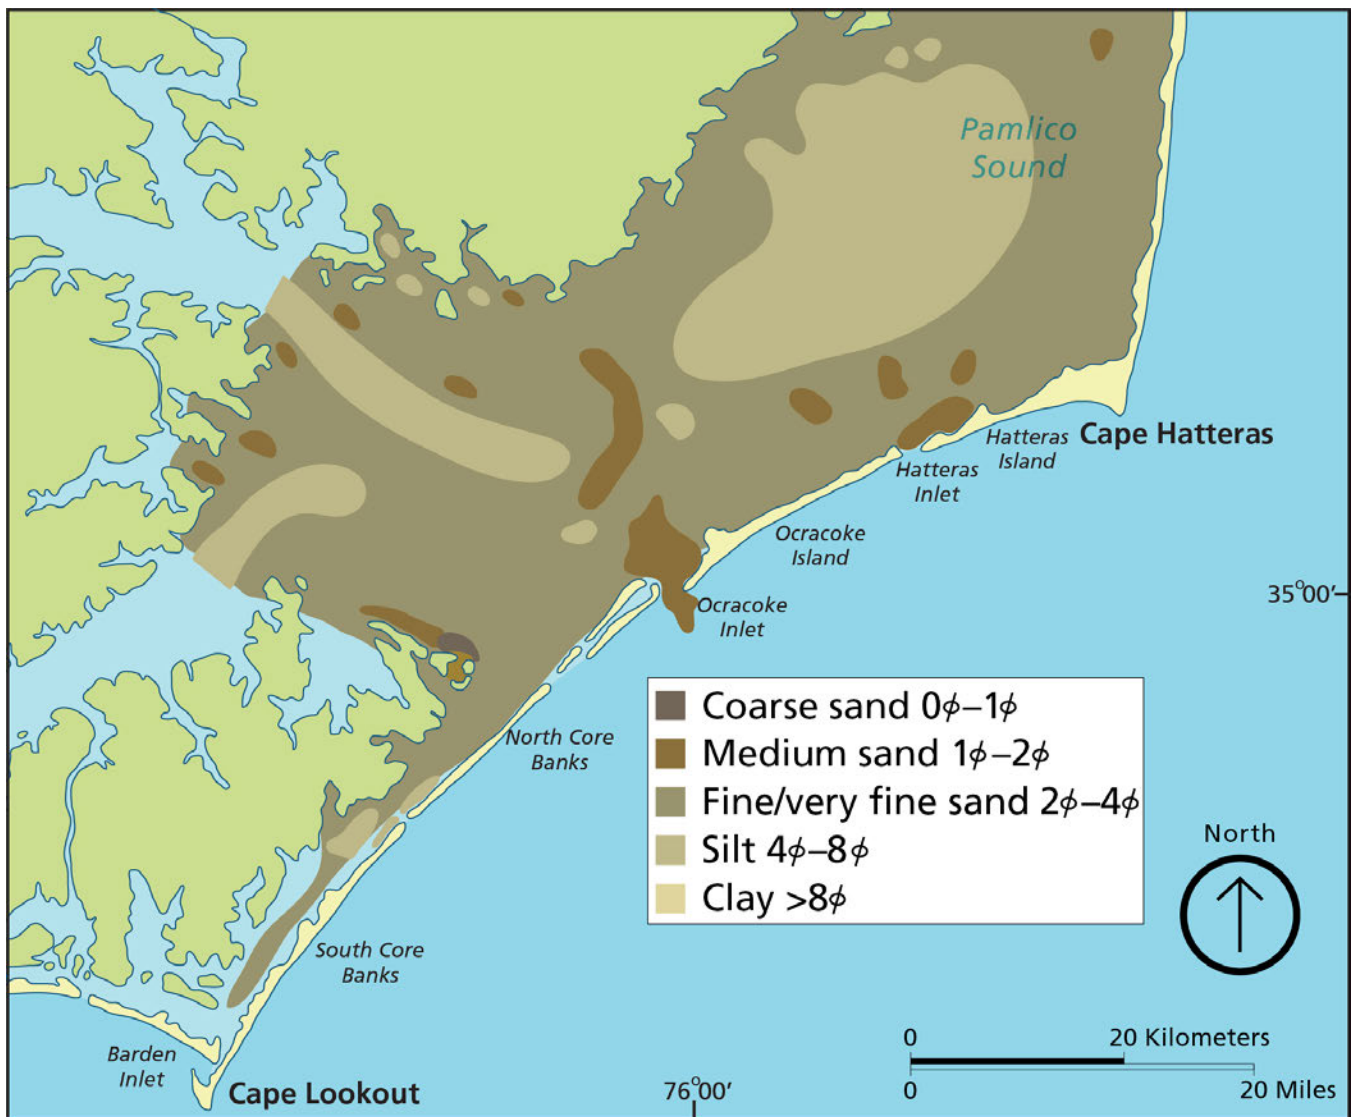 Pamlico
Sound
Hatteras
Island
Cape Hatteras
Hatteras
Inlet
Ocracoke
Island
35°00'
Ocracoke
Inlet
Coarse sand 0ϕ–1ϕ
Medium sand 1ϕ–2ϕ
Fine/very fine sand 2ϕ–4ϕ
Silt 4ϕ–8ϕ
Clay >8ϕ
North Core
Banks
North
South Core
Banks
0 20 Kilometers
0 20 Miles
Barden
Inlet
Cape Lookout
76°00'